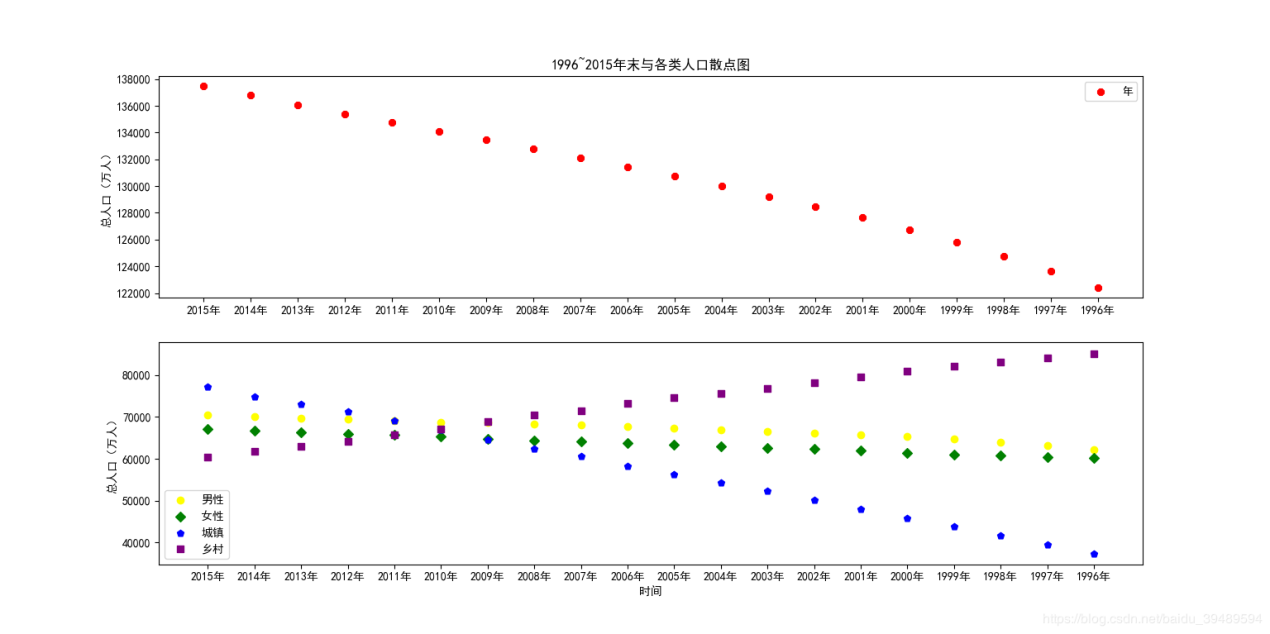 1996~2015年末与各类人口散点图
138000
136000
134000
132000
130000
128000
126000
124000
122000
总人口（万人）
年
2015年 2014年 2013年 2012年 2011年 2010年 2009年 2008年 2007年 2006年 2005年 2004年 2003年 2002年 2001年 2000年 1999年 1998年 1997年 1996年
80000
70000
60000
50000
40000
总人口（万人）
男性
女性
城镇
乡村
2015年 2014年 2013年 2012年 2011年 2010年 2009年 2008年 2007年 2006年 2005年 2004年 2003年 2002年 2001年 2000年 1999年 1998年 1997年 1996年
时间
https://blog.csdn.net/baidu_39489594